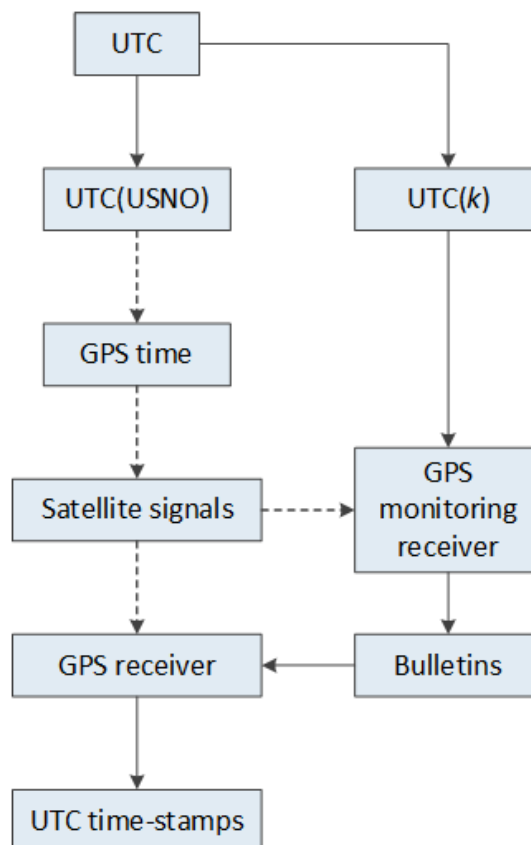 UTC
UTC(USNO)
UTC(k)
GPS time
Satellite signals
GPS
monitoring
receiver
GPS receiver
Bulletins
UTC time-stamps